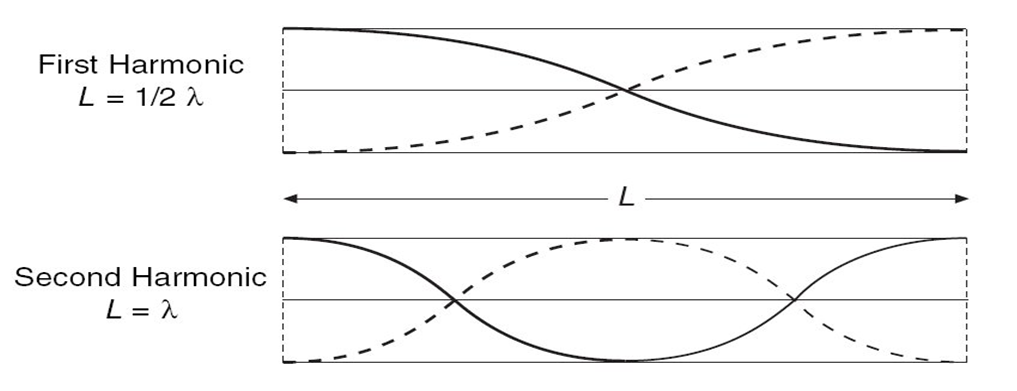 First Harmonic
L = 1/2 λ
L
Second Harmonic
L = λ